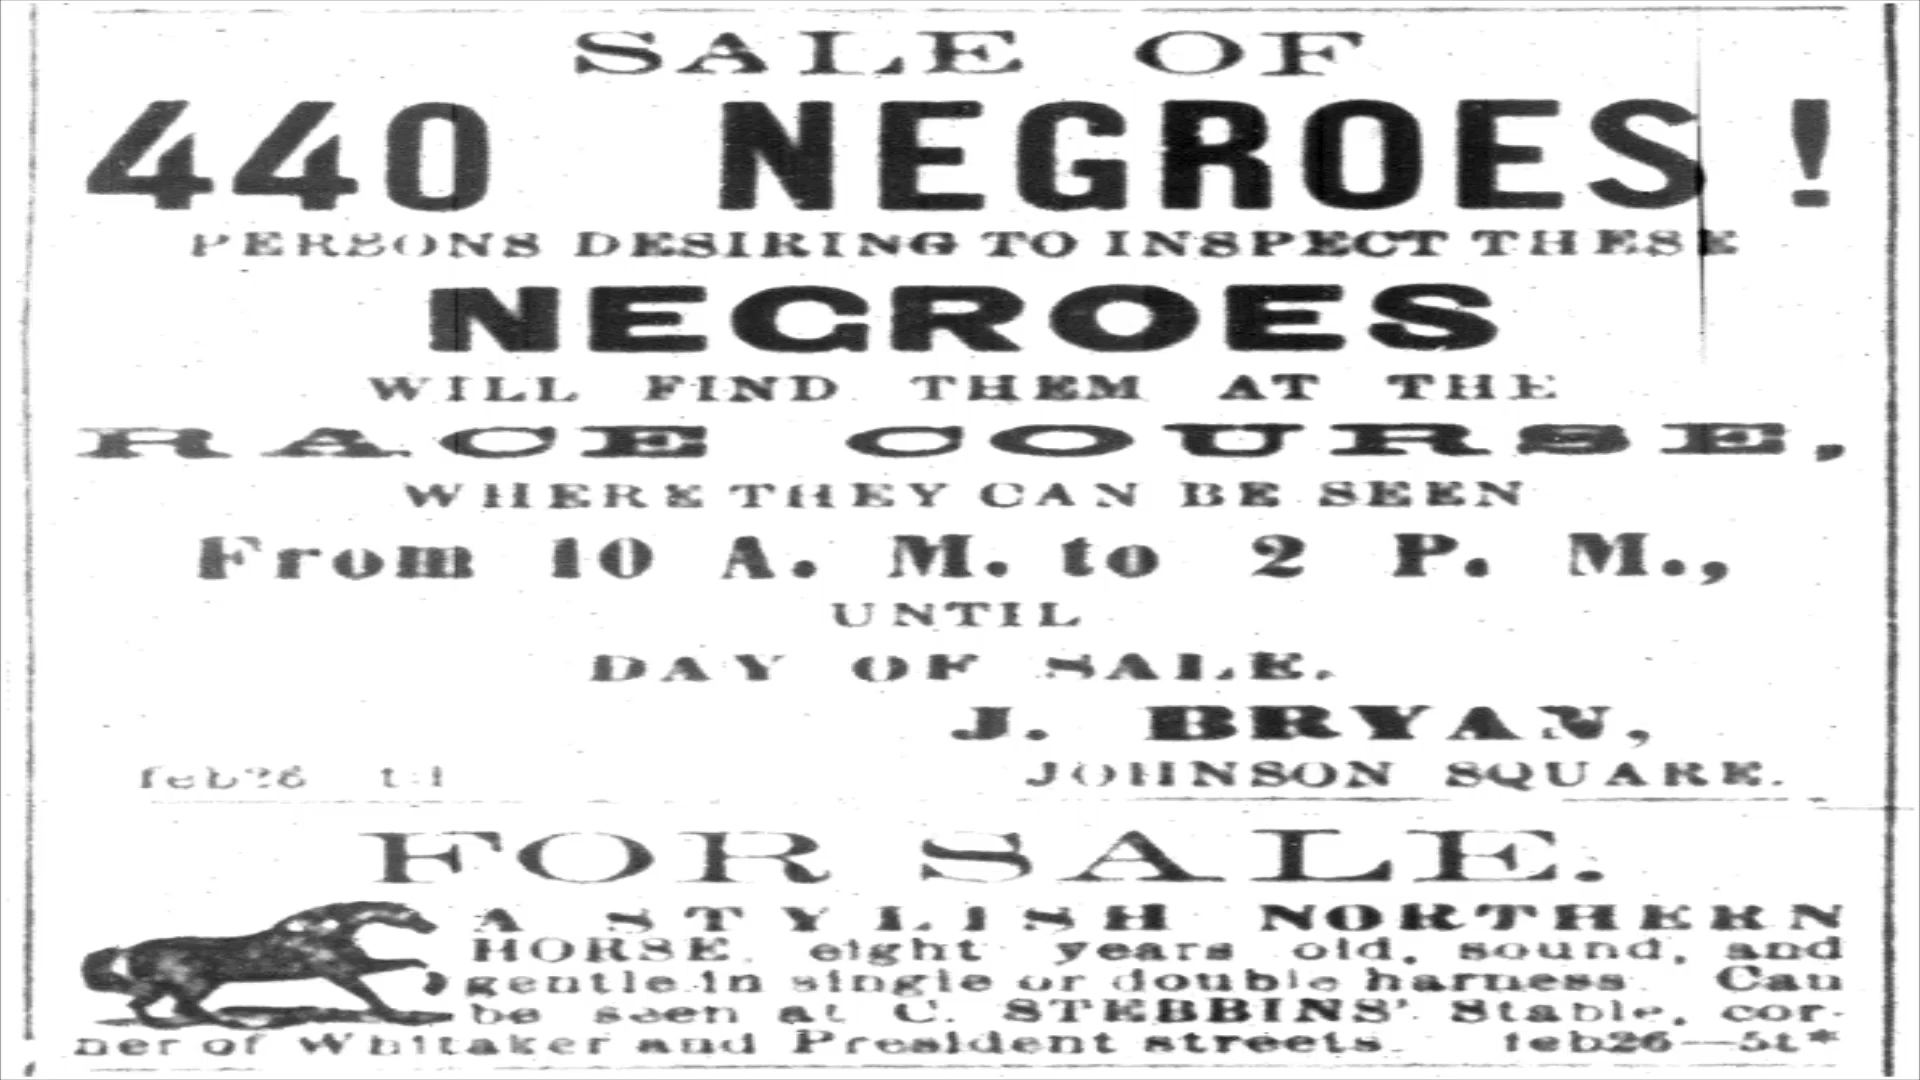 SALE OF
440 NEGROES!
PERSONS DESIRING TO INSPECT THESE
NEGROES
WILL FIND THEM AT THE
RACE COURSE,
WHERE THEY CAN BE SEEN
From 10 A. M. to 2 P. M.,
UNTIL
DAY OF SALE.
J. BRYAN,
feb26
JOHNSON SQUARE.
FOR SALE.
A STYLISH NORTHERN
HORSE, eight years old, sound, and
gentle in single or double harness. Can
be seen at C. STEBBINS' Stable, cor-
ner of Whitaker and President streets. feb26—5t*